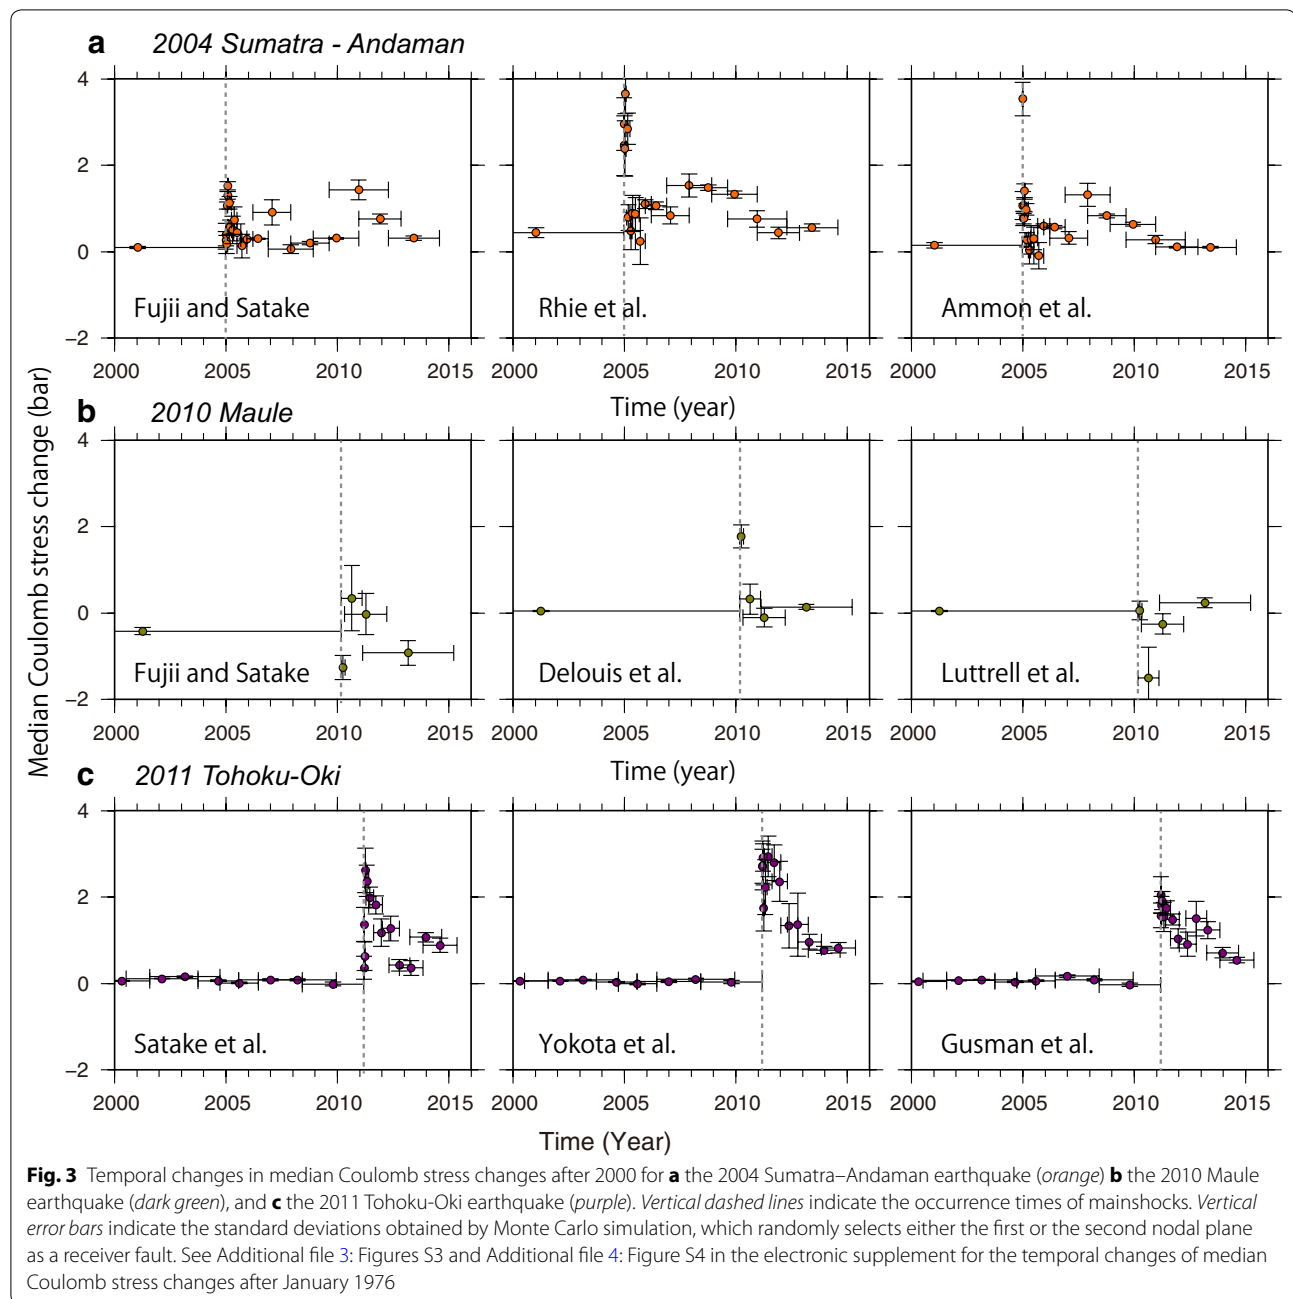 a 2004 Sumatra - Andaman
4
2
0
−2
Fujii and Satake
Rhie et al.
Ammon et al.
2000 2005 2010 2015 2000 2005 2010 2015 2000 2005 2010 2015
Time (year)
Median Coulomb stress change (bar)
b 2010 Maule
4
2
0
−2
Fujii and Satake
Delouis et al.
Luttrell et al.
2000 2005 2010 2015 2000 2005 2010 2015 2000 2005 2010 2015
Time (year)
c 2011 Tohoku-Oki
4
2
0
−2
Satake et al.
Yokota et al.
Gusman et al.
2000 2005 2010 2015 2000 2005 2010 2015 2000 2005 2010 2015
Time (Year)
Fig. 3 Temporal changes in median Coulomb stress changes after 2000 for a the 2004 Sumatra–Andaman earthquake (orange) b the 2010 Maule
earthquake (dark green), and c the 2011 Tohoku-Oki earthquake (purple). Vertical dashed lines indicate the occurrence times of mainshocks. Vertical
error bars indicate the standard deviations obtained by Monte Carlo simulation, which randomly selects either the first or the second nodal plane
as a receiver fault. See Additional file 3: Figures S3 and Additional file 4: Figure S4 in the electronic supplement for the temporal changes of median
Coulomb stress changes after January 1976